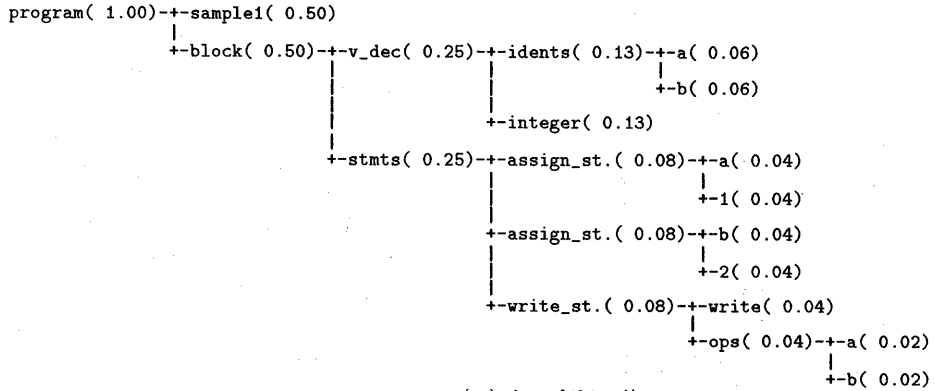 program( 1.00)-+-sample1( 0.50)
+-block( 0.50)-+-v_dec( 0.25)-+-idents( 0.13)-+-a( 0.06)
+-b( 0.06)
+-integer( 0.13)
+-stmts( 0.25)-+-assign_st.( 0.08)-+-a( 0.04)
+-1( 0.04)
+-assign_st.( 0.08)-+-b( 0.04)
+-2( 0.04)
+-write_st.( 0.08)-+-write( 0.04)
+-ops( 0.04)-+-a( 0.02)
+-b( 0.02)